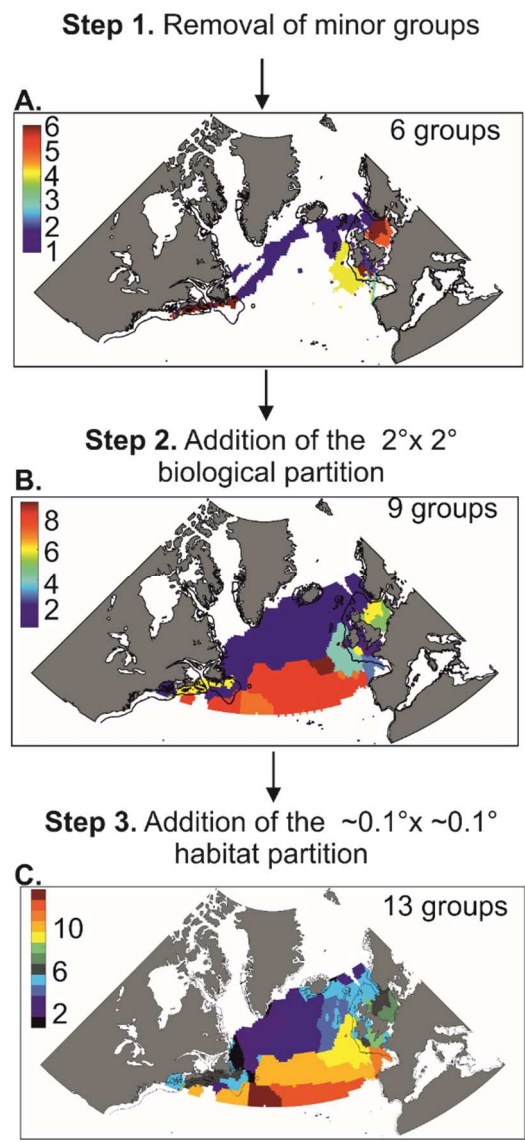 Step 1. Removal of minor groups
A.
6 groups
6
5
4
3
2
1
Step 2. Addition of the 2°x 2°
biological partition
B.
9 groups
8
6
4
2
Step 3. Addition of the ~0.1°x ~0.1°
habitat partition
C.
13 groups
10
6
2